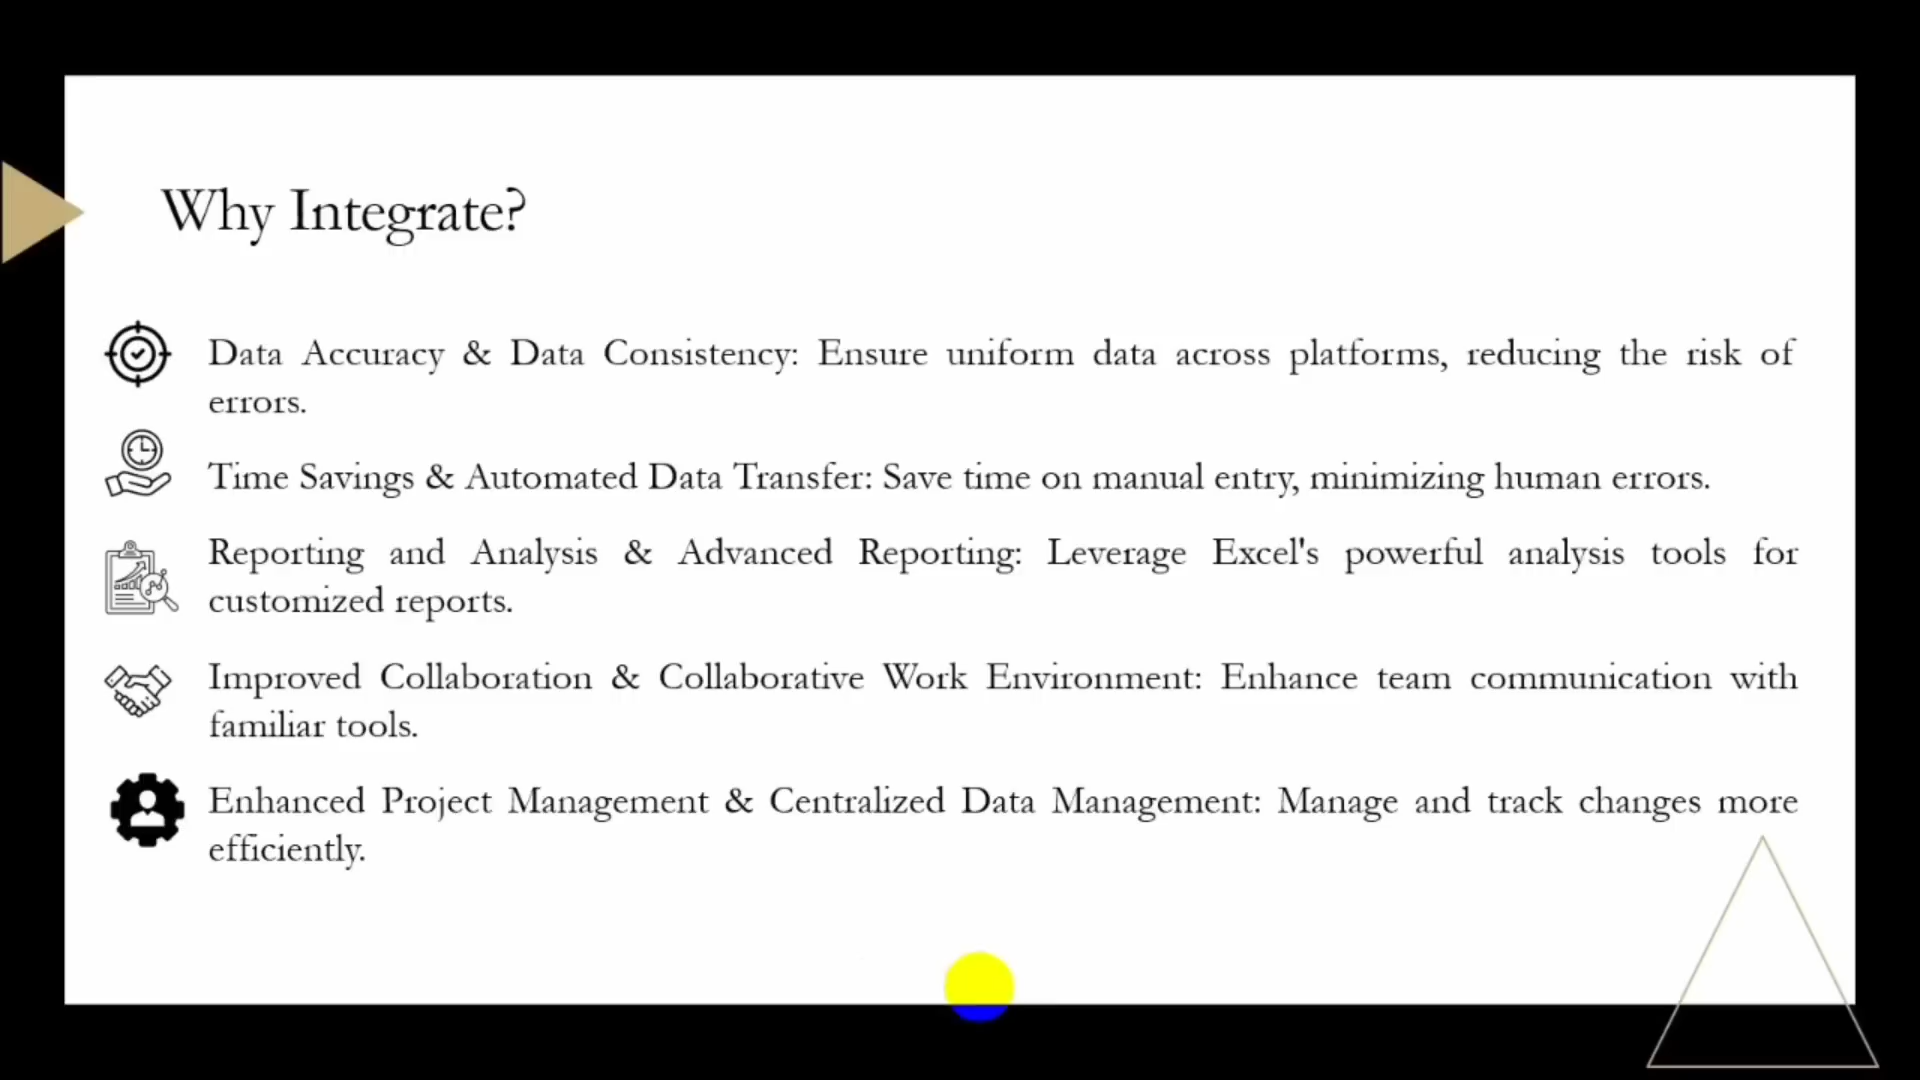 Why Integrate?
Data Accuracy & Data Consistency: Ensure uniform data across platforms, reducing the risk of
errors.
Time Savings & Automated Data Transfer: Save time on manual entry, minimizing human errors.
Reporting and Analysis & Advanced Reporting: Leverage Excel's powerful analysis tools for
customized reports.
Improved Collaboration & Collaborative Work Environment: Enhance team communication with
familiar tools.
Enhanced Project Management & Centralized Data Management: Manage and track changes more
efficiently.